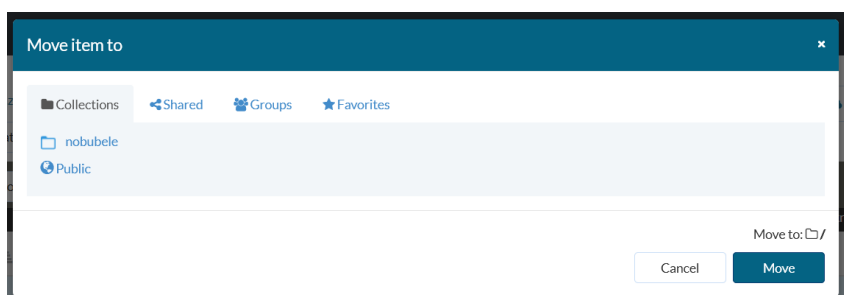 Move item to ×
Collections Shared Groups Favorites
nobubele
Public
Move to: /
Cancel Move